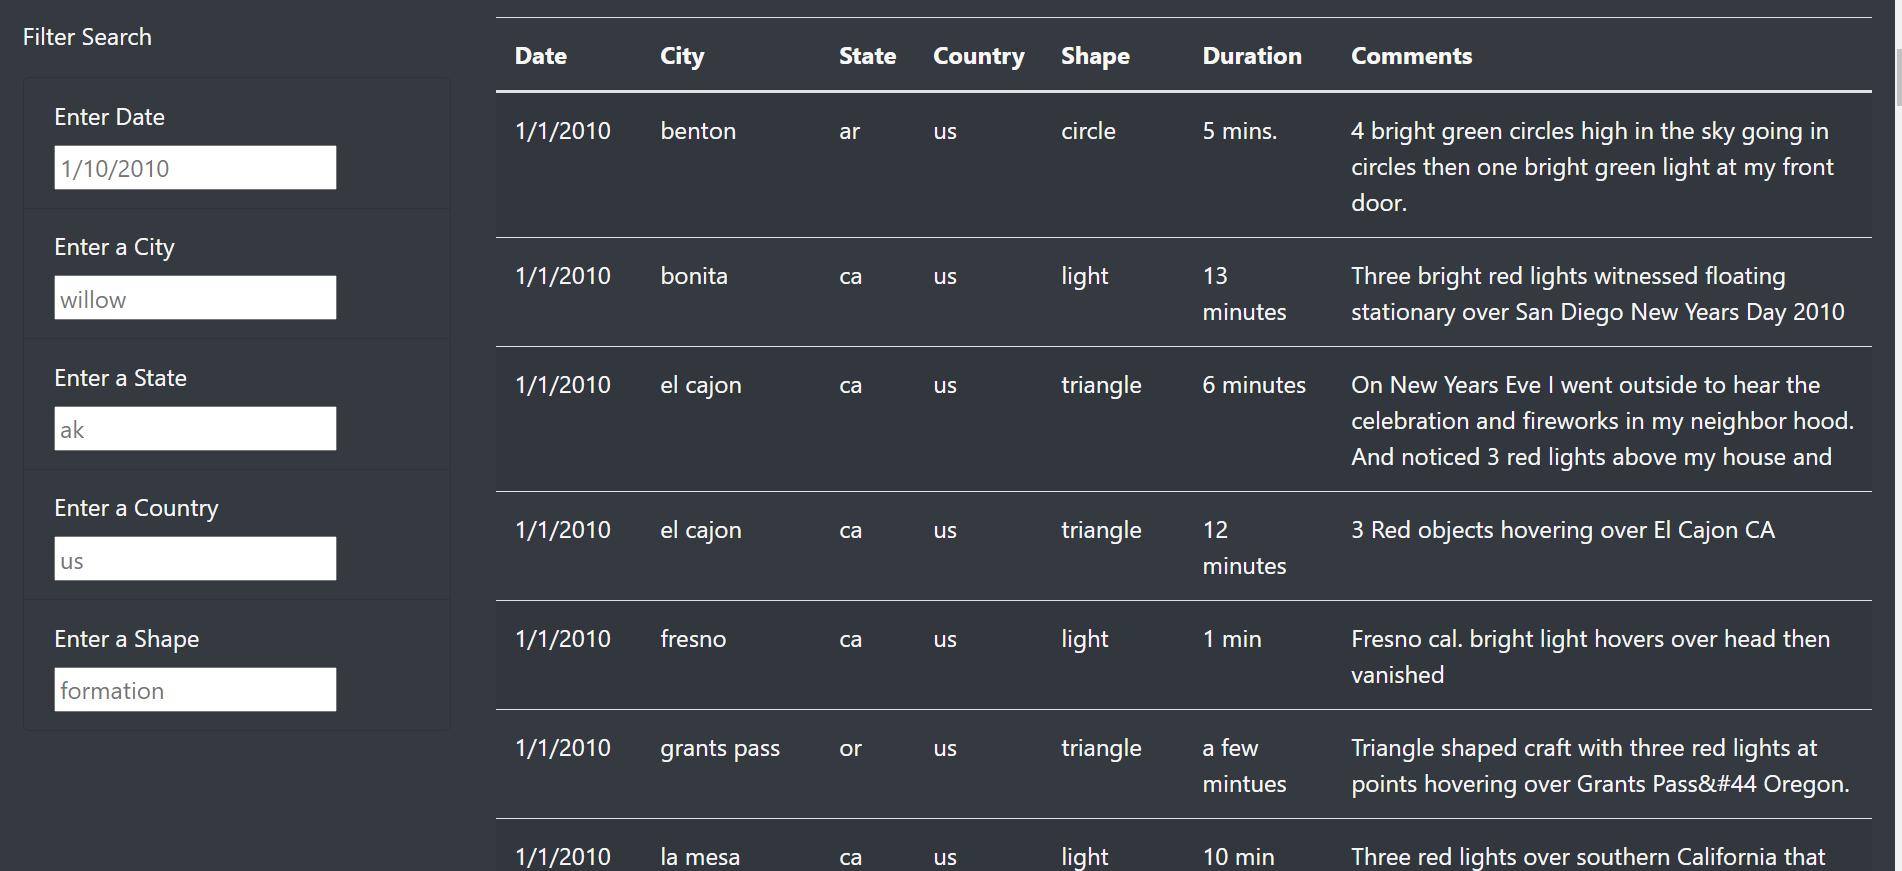 Filter Search
Enter Date
1/10/2010
Enter a City
willow
Enter a State
ak
Enter a Country
us
Enter a Shape
formation
Date City State Country Shape Duration Comments
1/1/2010 benton ar us circle 5 mins. 4 bright green circles high in the sky going in
circles then one bright green light at my front
door.
1/1/2010 bonita ca us light 13 Three bright red lights witnessed floating
minutes stationary over San Diego New Years Day 2010
1/1/2010 el cajon ca us triangle 6 minutes On New Years Eve I went outside to hear the
celebration and fireworks in my neighbor hood.
And noticed 3 red lights above my house and
1/1/2010 el cajon ca us triangle 12 3 Red objects hovering over El Cajon CA
minutes
1/1/2010 fresno ca us light 1 min Fresno cal. bright light hovers over head then
vanished
1/1/2010 grants pass or us triangle a few Triangle shaped craft with three red lights at
mintues points hovering over Grants Pass&#44 Oregon.
1/1/2010 la mesa ca us light 10 min Three red lights over southern California that